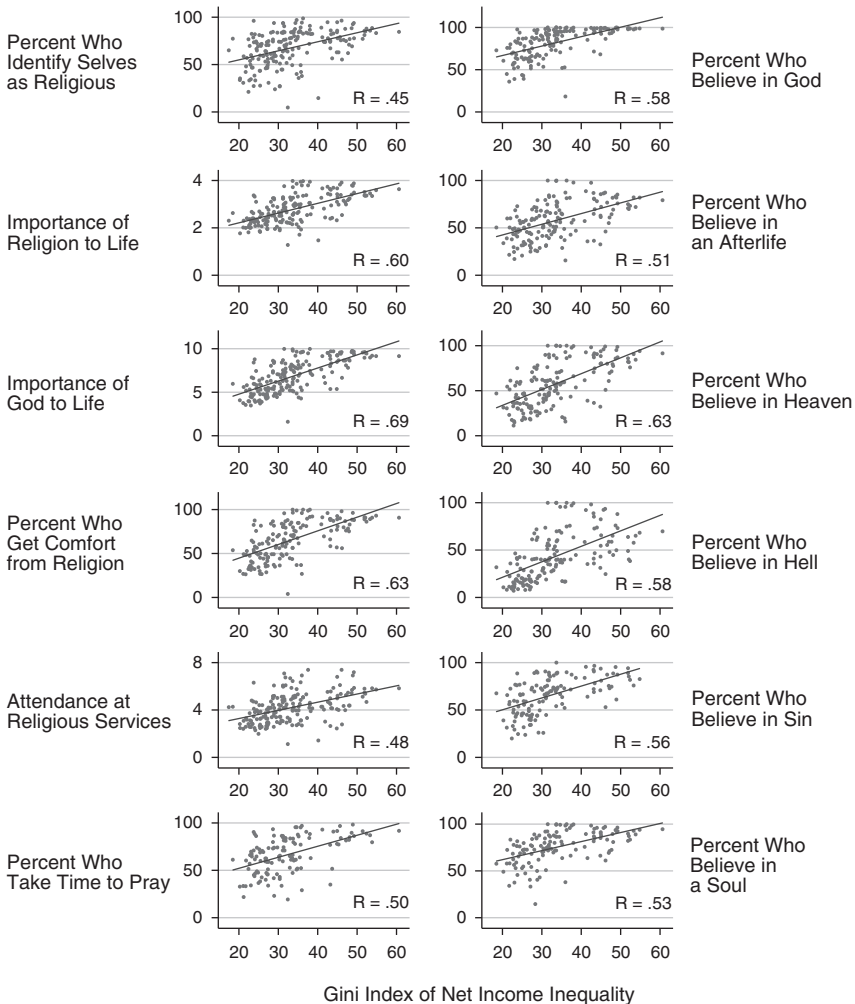 Percent Who
Identify Selves
as Religious
100
50
0
R = .45
20 30 40 50 60
100
50
0
R = .58
20 30 40 50 60
Percent Who
Believe in God
Importance of
Religion to Life
4
2
0
R = .60
20 30 40 50 60
100
50
0
R = .51
20 30 40 50 60
Percent Who
Believe in
an Afterlife
Importance of
God to Life
10
5
0
R = .69
20 30 40 50 60
100
50
0
R = .63
20 30 40 50 60
Percent Who
Believe in Heaven
Percent Who
Get Comfort
from Religion
100
50
0
R = .63
20 30 40 50 60
100
50
0
R = .58
20 30 40 50 60
Percent Who
Believe in Hell
Attendance at
Religious Services
8
4
0
R = .48
20 30 40 50 60
100
50
0
R = .56
20 30 40 50 60
Percent Who
Believe in Sin
Percent Who
Take Time to Pray
100
50
0
R = .50
20 30 40 50 60
100
50
0
R = .53
20 30 40 50 60
Percent Who
Believe in
a Soul
Gini Index of Net Income Inequality